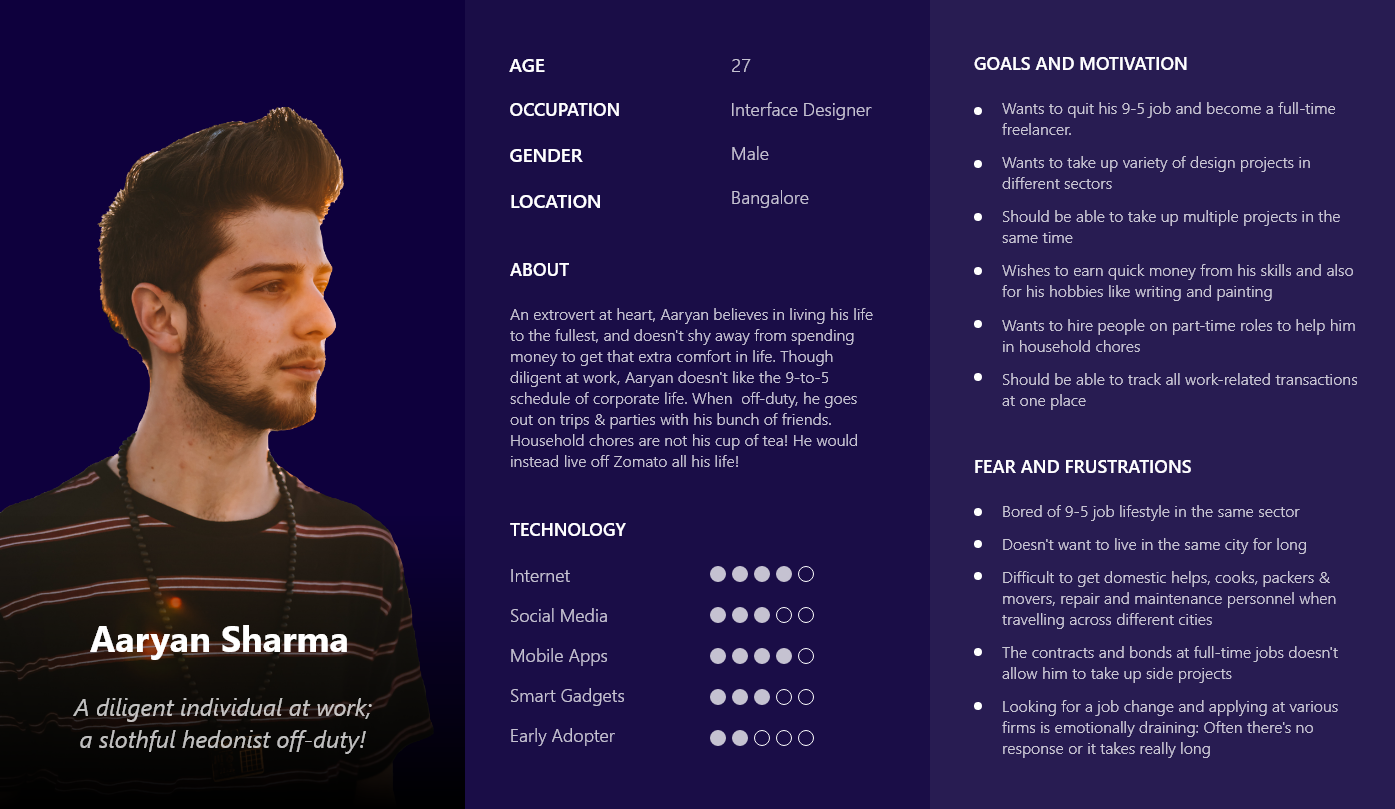 Aaryan Sharma
A diligent individual at work;
a slothful hedonist off-duty!
AGE 27
OCCUPATION Interface Designer
GENDER Male
LOCATION Bangalore
ABOUT
An extrovert at heart, Aaryan believes in living his life
to the fullest, and doesn't shy away from spending
money to get that extra comfort in life. Though
diligent at work, Aaryan doesn't like the 9-to-5
schedule of corporate life. When off-duty, he goes
out on trips & parties with his bunch of friends.
Household chores are not his cup of tea! He would
instead live off Zomato all his life!
TECHNOLOGY
Internet
Social Media
Mobile Apps
Smart Gadgets
Early Adopter
GOALS AND MOTIVATION
Wants to quit his 9-5 job and become a full-time
freelancer.
Wants to take up variety of design projects in
different sectors
Should be able to take up multiple projects in the
same time
Wishes to earn quick money from his skills and also
for his hobbies like writing and painting
Wants to hire people on part-time roles to help him
in household chores
Should be able to track all work-related transactions
at one place
FEAR AND FRUSTRATIONS
Bored of 9-5 job lifestyle in the same sector
Doesn't want to live in the same city for long
Difficult to get domestic helps, cooks, packers &
movers, repair and maintenance personnel when
travelling across different cities
The contracts and bonds at full-time jobs doesn't
allow him to take up side projects
Looking for a job change and applying at various
firms is emotionally draining: Often there's no
response or it takes really long